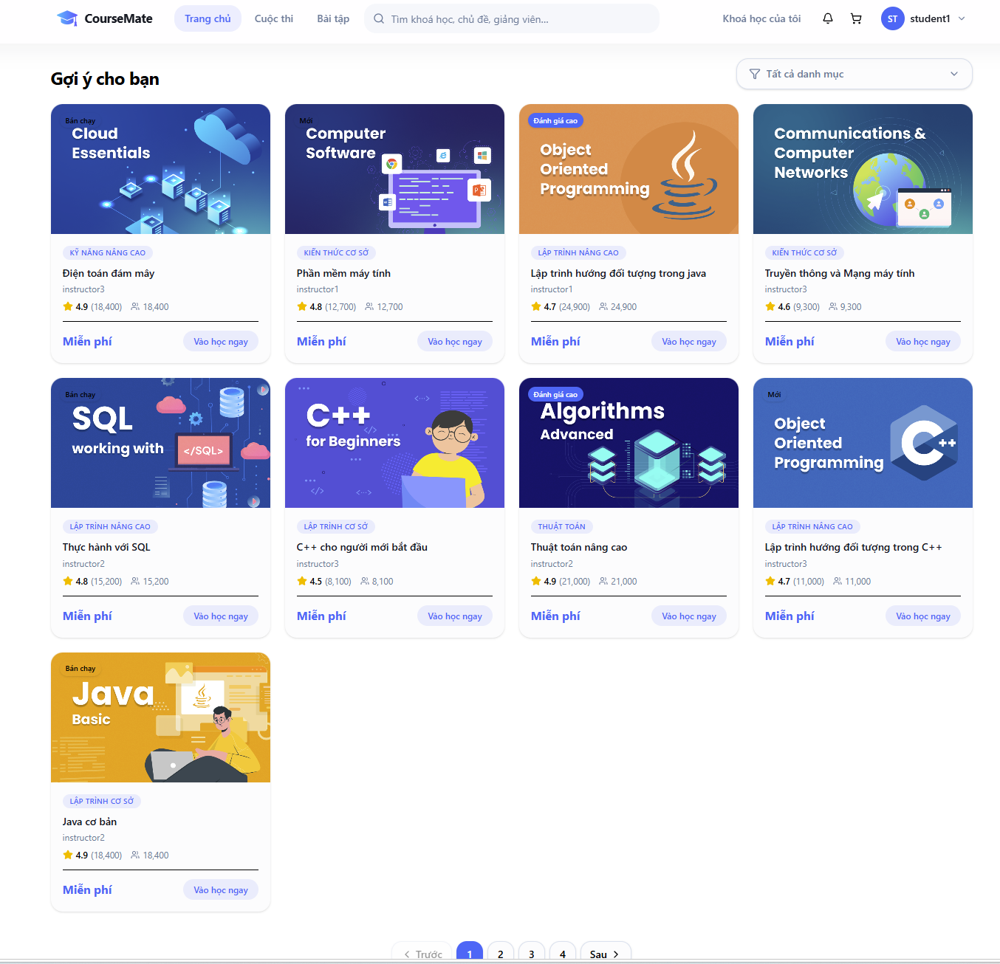 CourseMate
Trang chủ
Cuộc thi
Bài tập
Tìm khoá học, chủ đề, giảng viên...
Khoá học của tôi
ST
student1
Gợi ý cho bạn
Tất cả danh mục
Bán chạy
Cloud
Essentials
KỸ NĂNG NÂNG CAO
Điện toán đám mây
instructor3
4.9 (18,400) 18,400
Miễn phí
Vào học ngay
Mới
Computer
Software
KIẾN THỨC CƠ SỞ
Phần mềm máy tính
instructor1
4.8 (12,700) 12,700
Miễn phí
Vào học ngay
Đánh giá cao
Object
Oriented
Programming
LẬP TRÌNH NÂNG CAO
Lập trình hướng đối tượng trong java
instructor1
4.7 (24,900) 24,900
Miễn phí
Vào học ngay
Communications &
Computer
Networks
KIẾN THỨC CƠ SỞ
Truyền thông và Mạng máy tính
instructor3
4.6 (9,300) 9,300
Miễn phí
Vào học ngay
Bán chạy
SQL
working with
</SQL>
LẬP TRÌNH NÂNG CAO
Thực hành với SQL
instructor2
4.8 (15,200) 15,200
Miễn phí
Vào học ngay
C++
for Beginners
LẬP TRÌNH CƠ SỞ
C++ cho người mới bắt đầu
instructor3
4.5 (8,100) 8,100
Miễn phí
Vào học ngay
Đánh giá cao
Algorithms
Advanced
THUẬT TOÁN
Thuật toán nâng cao
instructor2
4.9 (21,000) 21,000
Miễn phí
Vào học ngay
Mới
Object
Oriented
Programming
C++
LẬP TRÌNH NÂNG CAO
Lập trình hướng đối tượng trong C++
instructor3
4.7 (11,000) 11,000
Miễn phí
Vào học ngay
Bán chạy
Java
Basic
LẬP TRÌNH CƠ SỞ
Java cơ bản
instructor2
4.9 (18,400) 18,400
Miễn phí
Vào học ngay
Trước
1
2
3
4
Sau